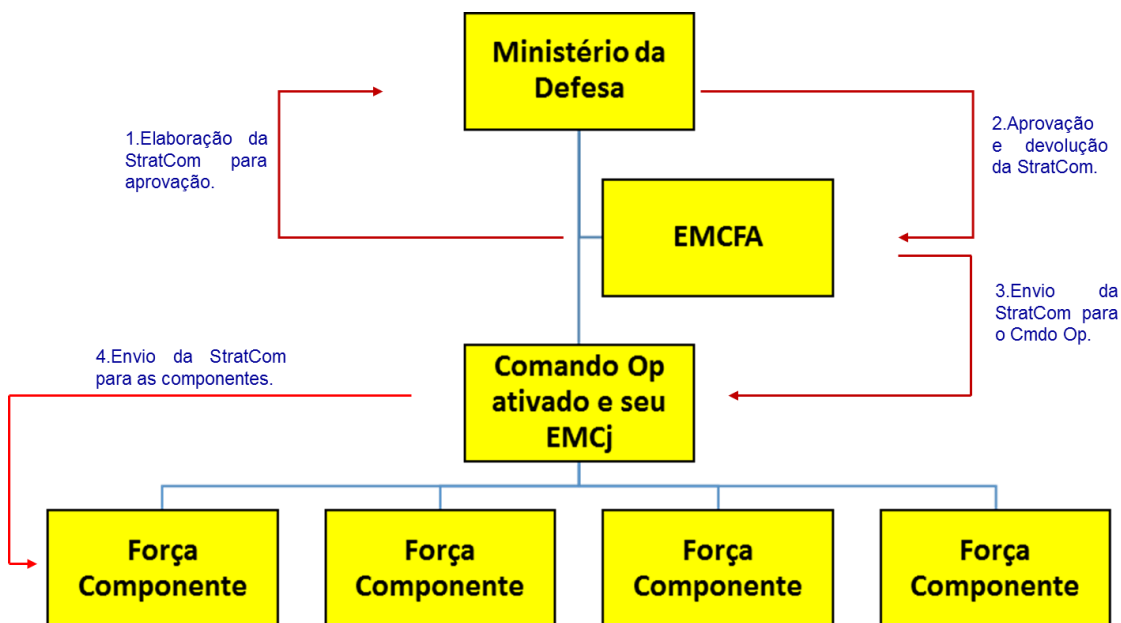 Ministério da
Defesa
1.Elaboração da
StratCom para
aprovação.
2.Aprovação
e devolução
da StratCom.
EMCFA
3.Envio da
StratCom para
o Cmdo Op.
4.Envio da StratCom
para as componentes.
Comando Op
ativado e seu
EMCj
Força
Componente
Força
Componente
Força
Componente
Força
Componente